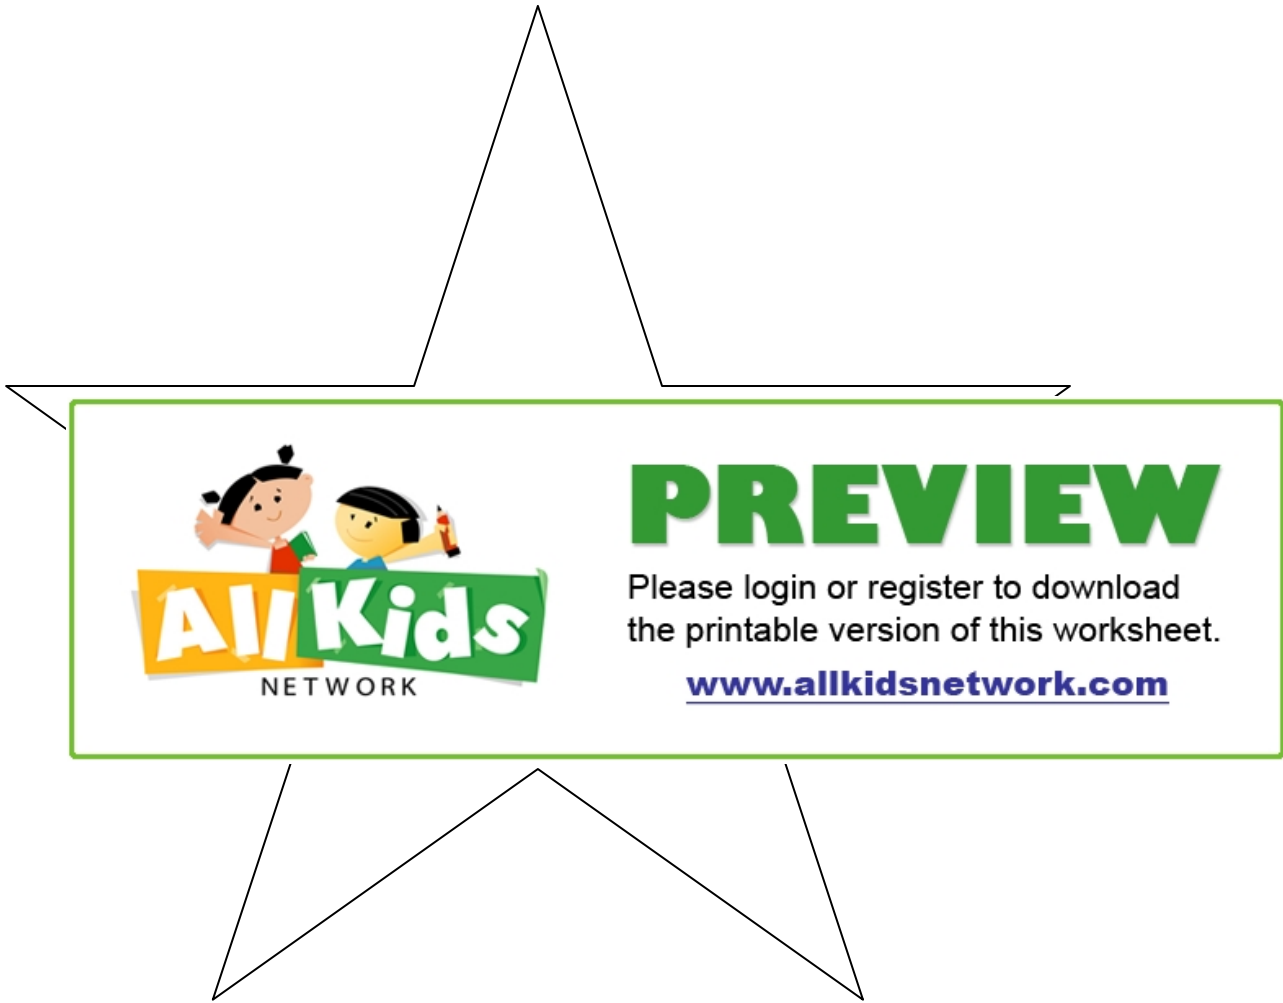 All Kids
NETWORK
PREVIEW
Please login or register to download
the printable version of this worksheet.
www.allkidsnetwork.com